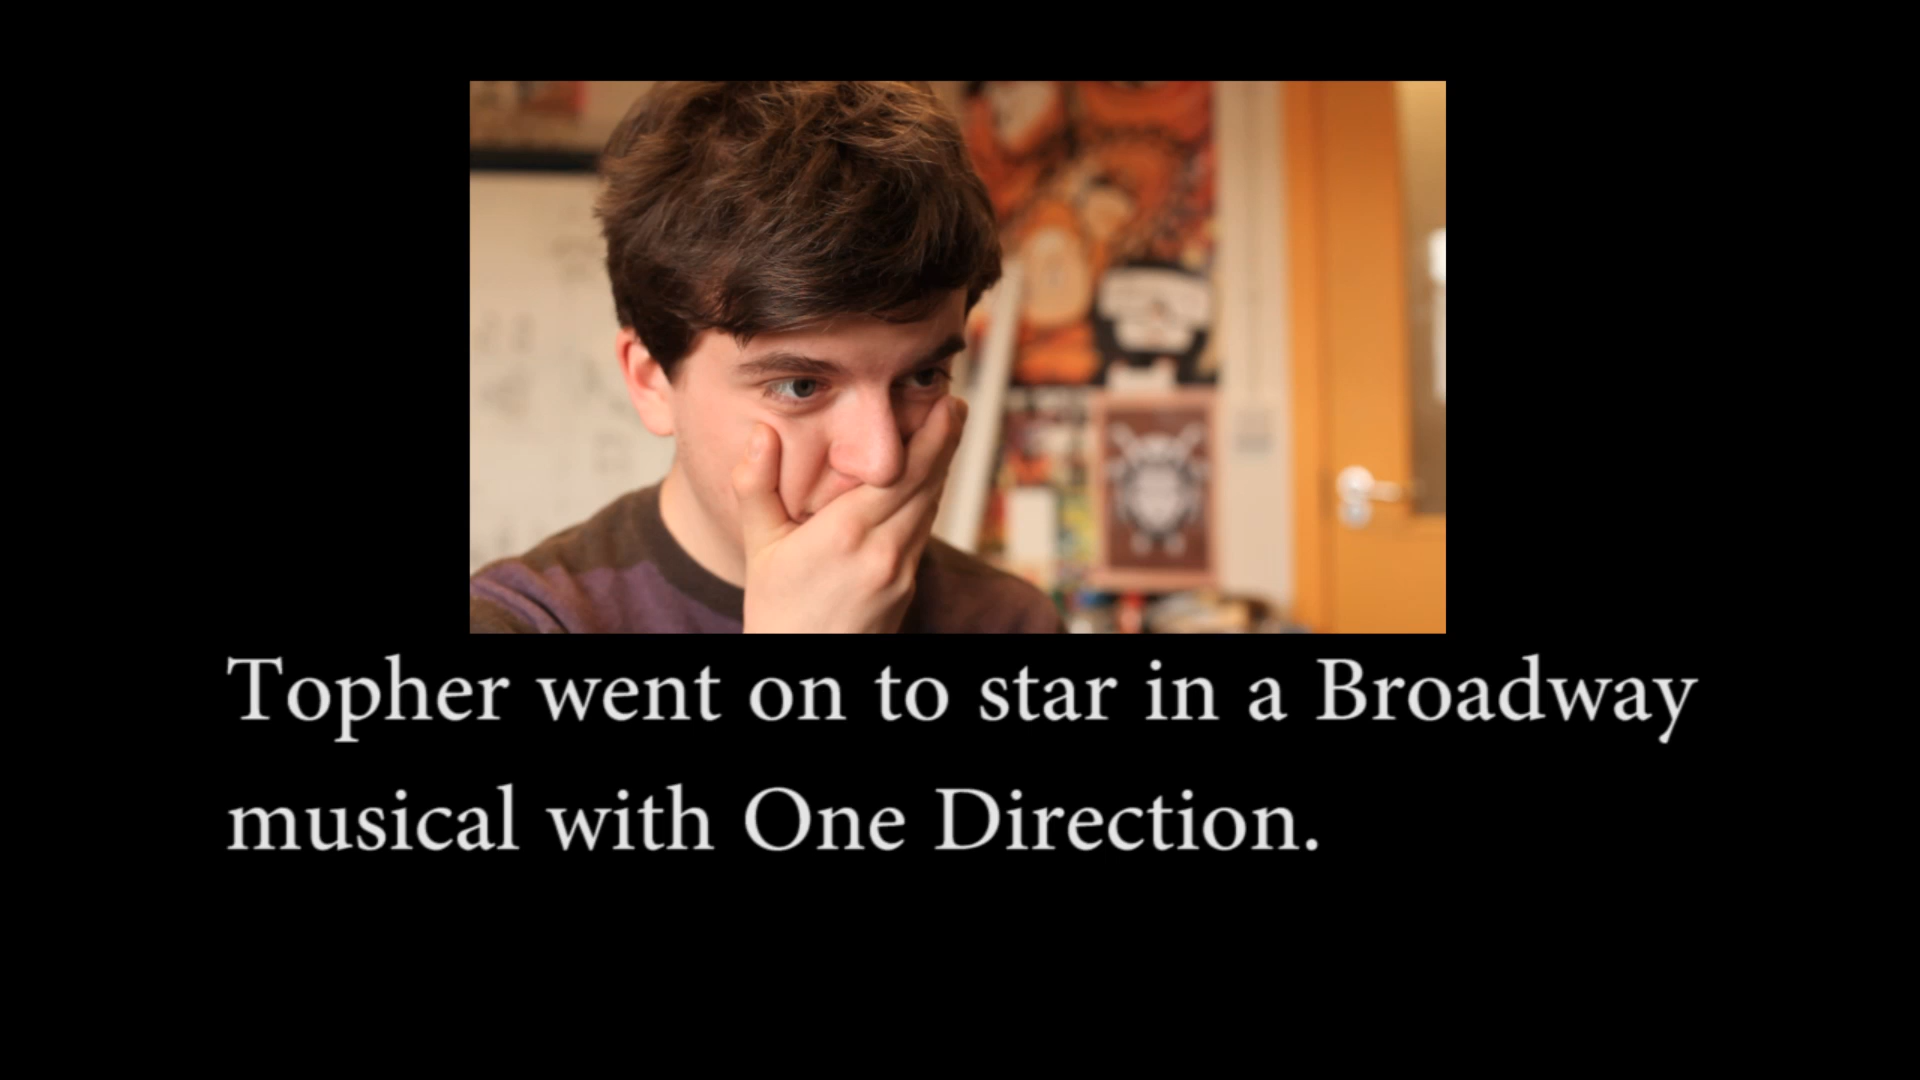 Topher went on to star in a Broadway
musical with One Direction.